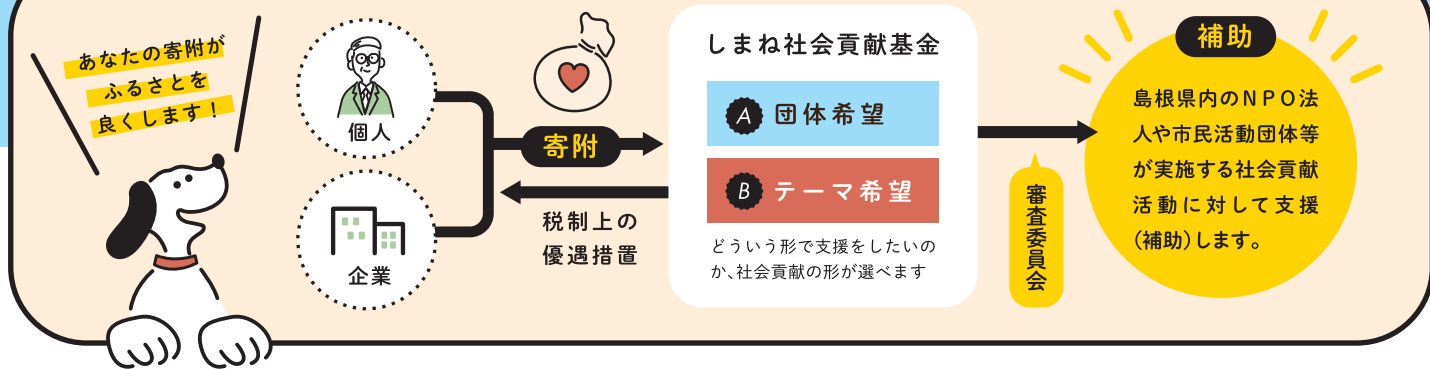 あなたの寄附が
ふるさとを
良くします！
個人
企業
寄附
税制上の
優遇措置
しまね社会貢献基金
A 団体希望
B テーマ希望
どういう形で支援をしたいの
か、社会貢献の形が選べます
審査委員会
補助
島根県内のＮＰＯ法
人や市民活動団体等
が実施する社会貢献
活動に対して支援
（補助）します。